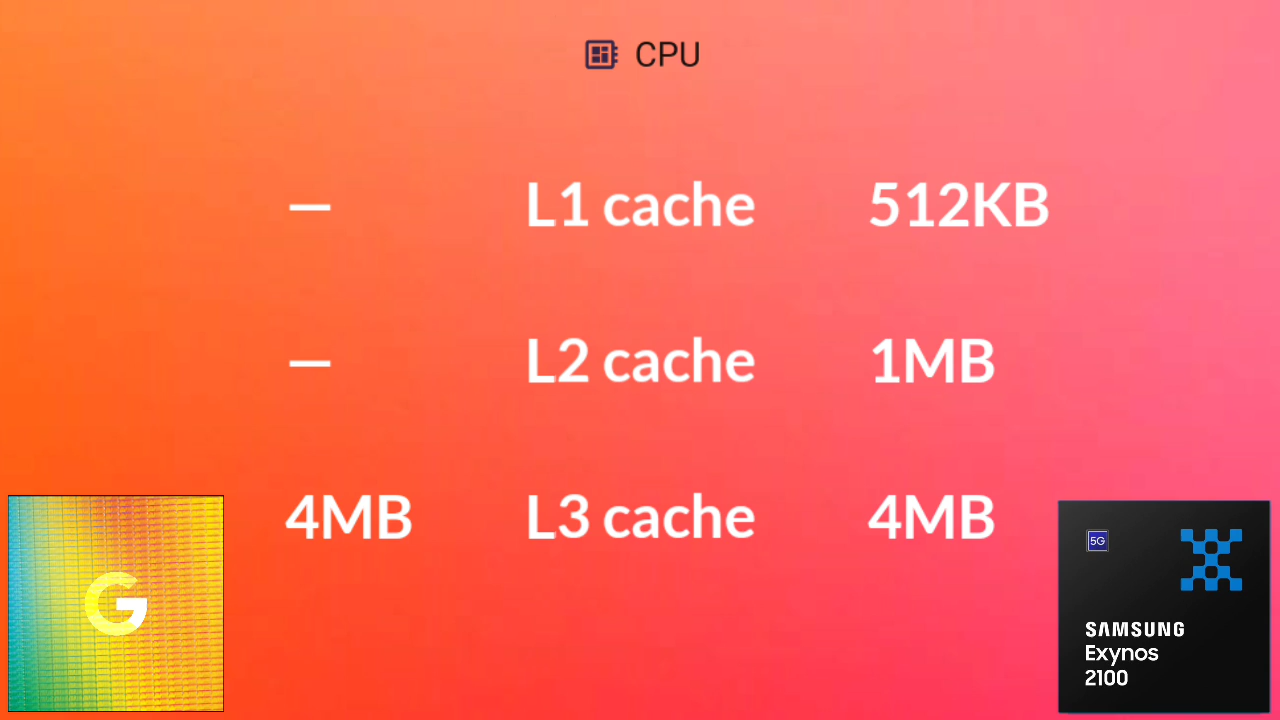 CPU
— L1 cache 512KB
— L2 cache 1MB
4MB L3 cache 4MB
G
5G
SAMSUNG
Exynos
2100